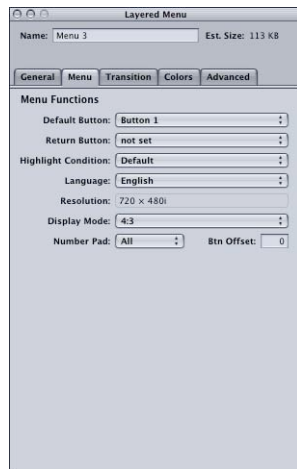 Layered Menu
Name: Menu 3 Est. Size: 113 KB
General Menu Transition Colors Advanced
Menu Functions
Default Button: Button 1
Return Button: not set
Highlight Condition: Default
Language: English
Resolution: 720 × 480i
Display Mode: 4:3
Number Pad: All Btn Offset: 0